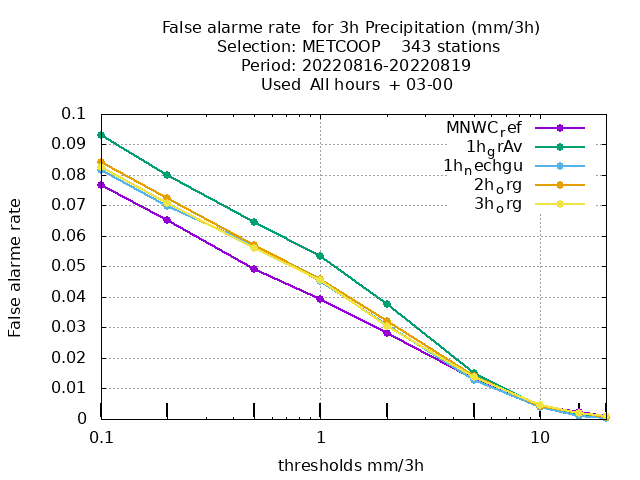 False alarme rate  for 3h Precipitation (mm/3h)
Selection: METCOOP    343 stations
Period: 20220816-20220819
Used  All hours  + 03-00
0.1
0.09
0.08
0.07
0.06
0.05
0.04
0.03
0.02
0.01
0
False alarme rate
MNWC_ref
1h_grAv
1h_nechgu
2h_org
3h_org
0.1 1 10
thresholds mm/3h